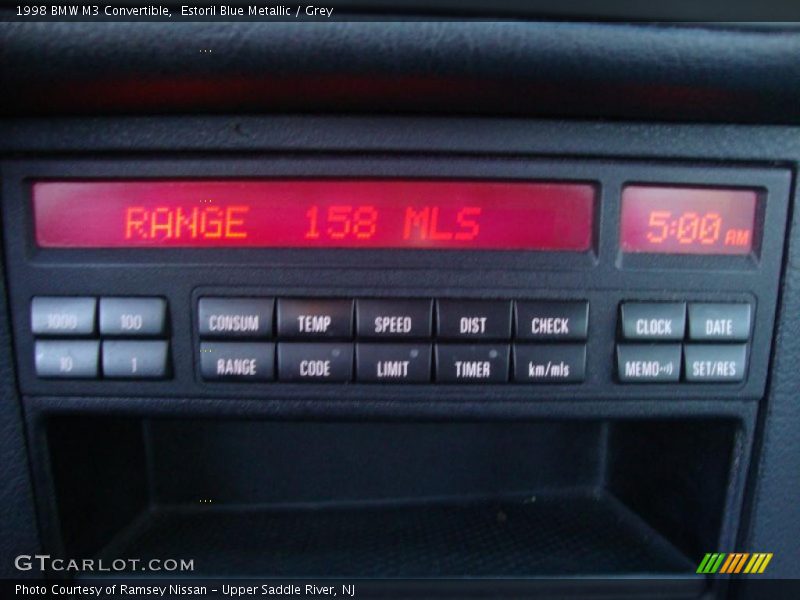 1998 BMW M3 Convertible, Estoril Blue Metallic / Grey
RANGE 158 MLS 5:00 AM
1000 100 CONSUM TEMP SPEED DIST CHECK CLOCK DATE
10 1 RANGE CODE LIMIT TIMER km/mls MEMO SET/RES
GTCARLOT.COM
Photo Courtesy of Ramsey Nissan - Upper Saddle River, NJ